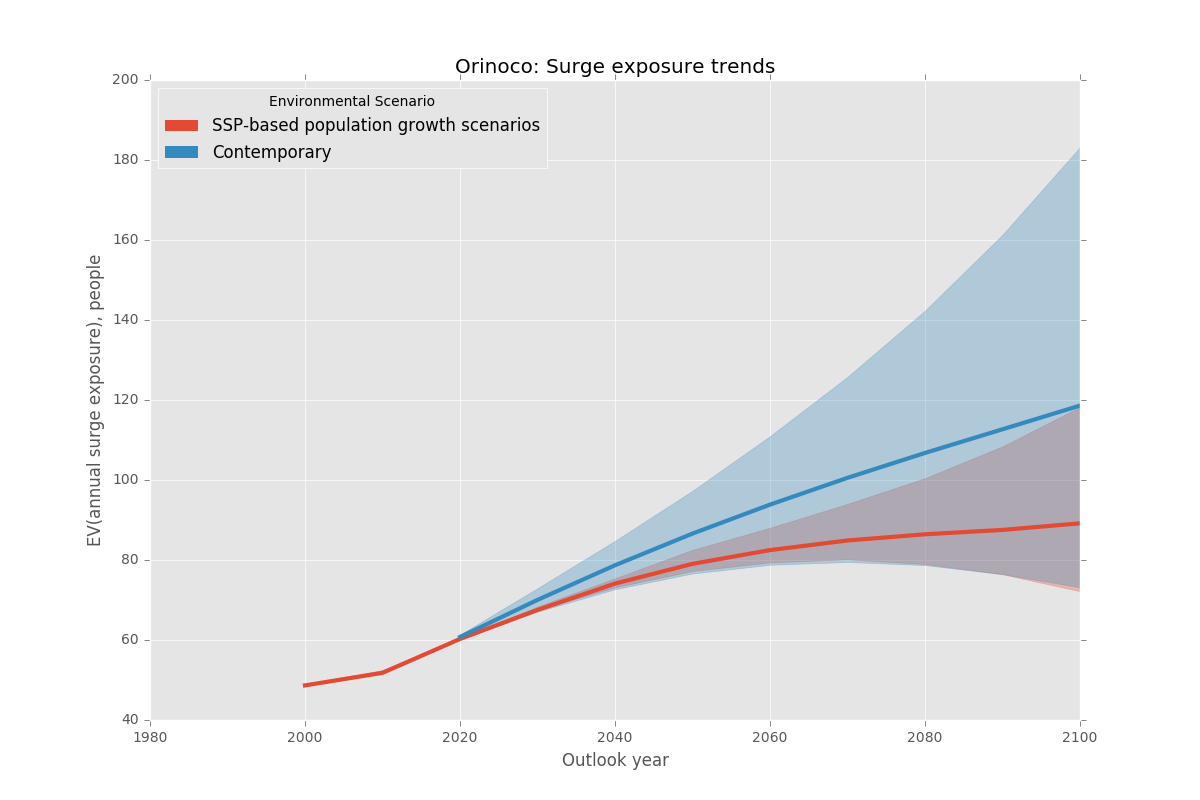 Orinoco: Surge exposure trends
Environmental Scenario
SSP-based population growth scenarios
Contemporary
EV(annual surge exposure), people
200
180
160
140
120
100
80
60
40
1980 2000 2020 2040 2060 2080 2100
Outlook year